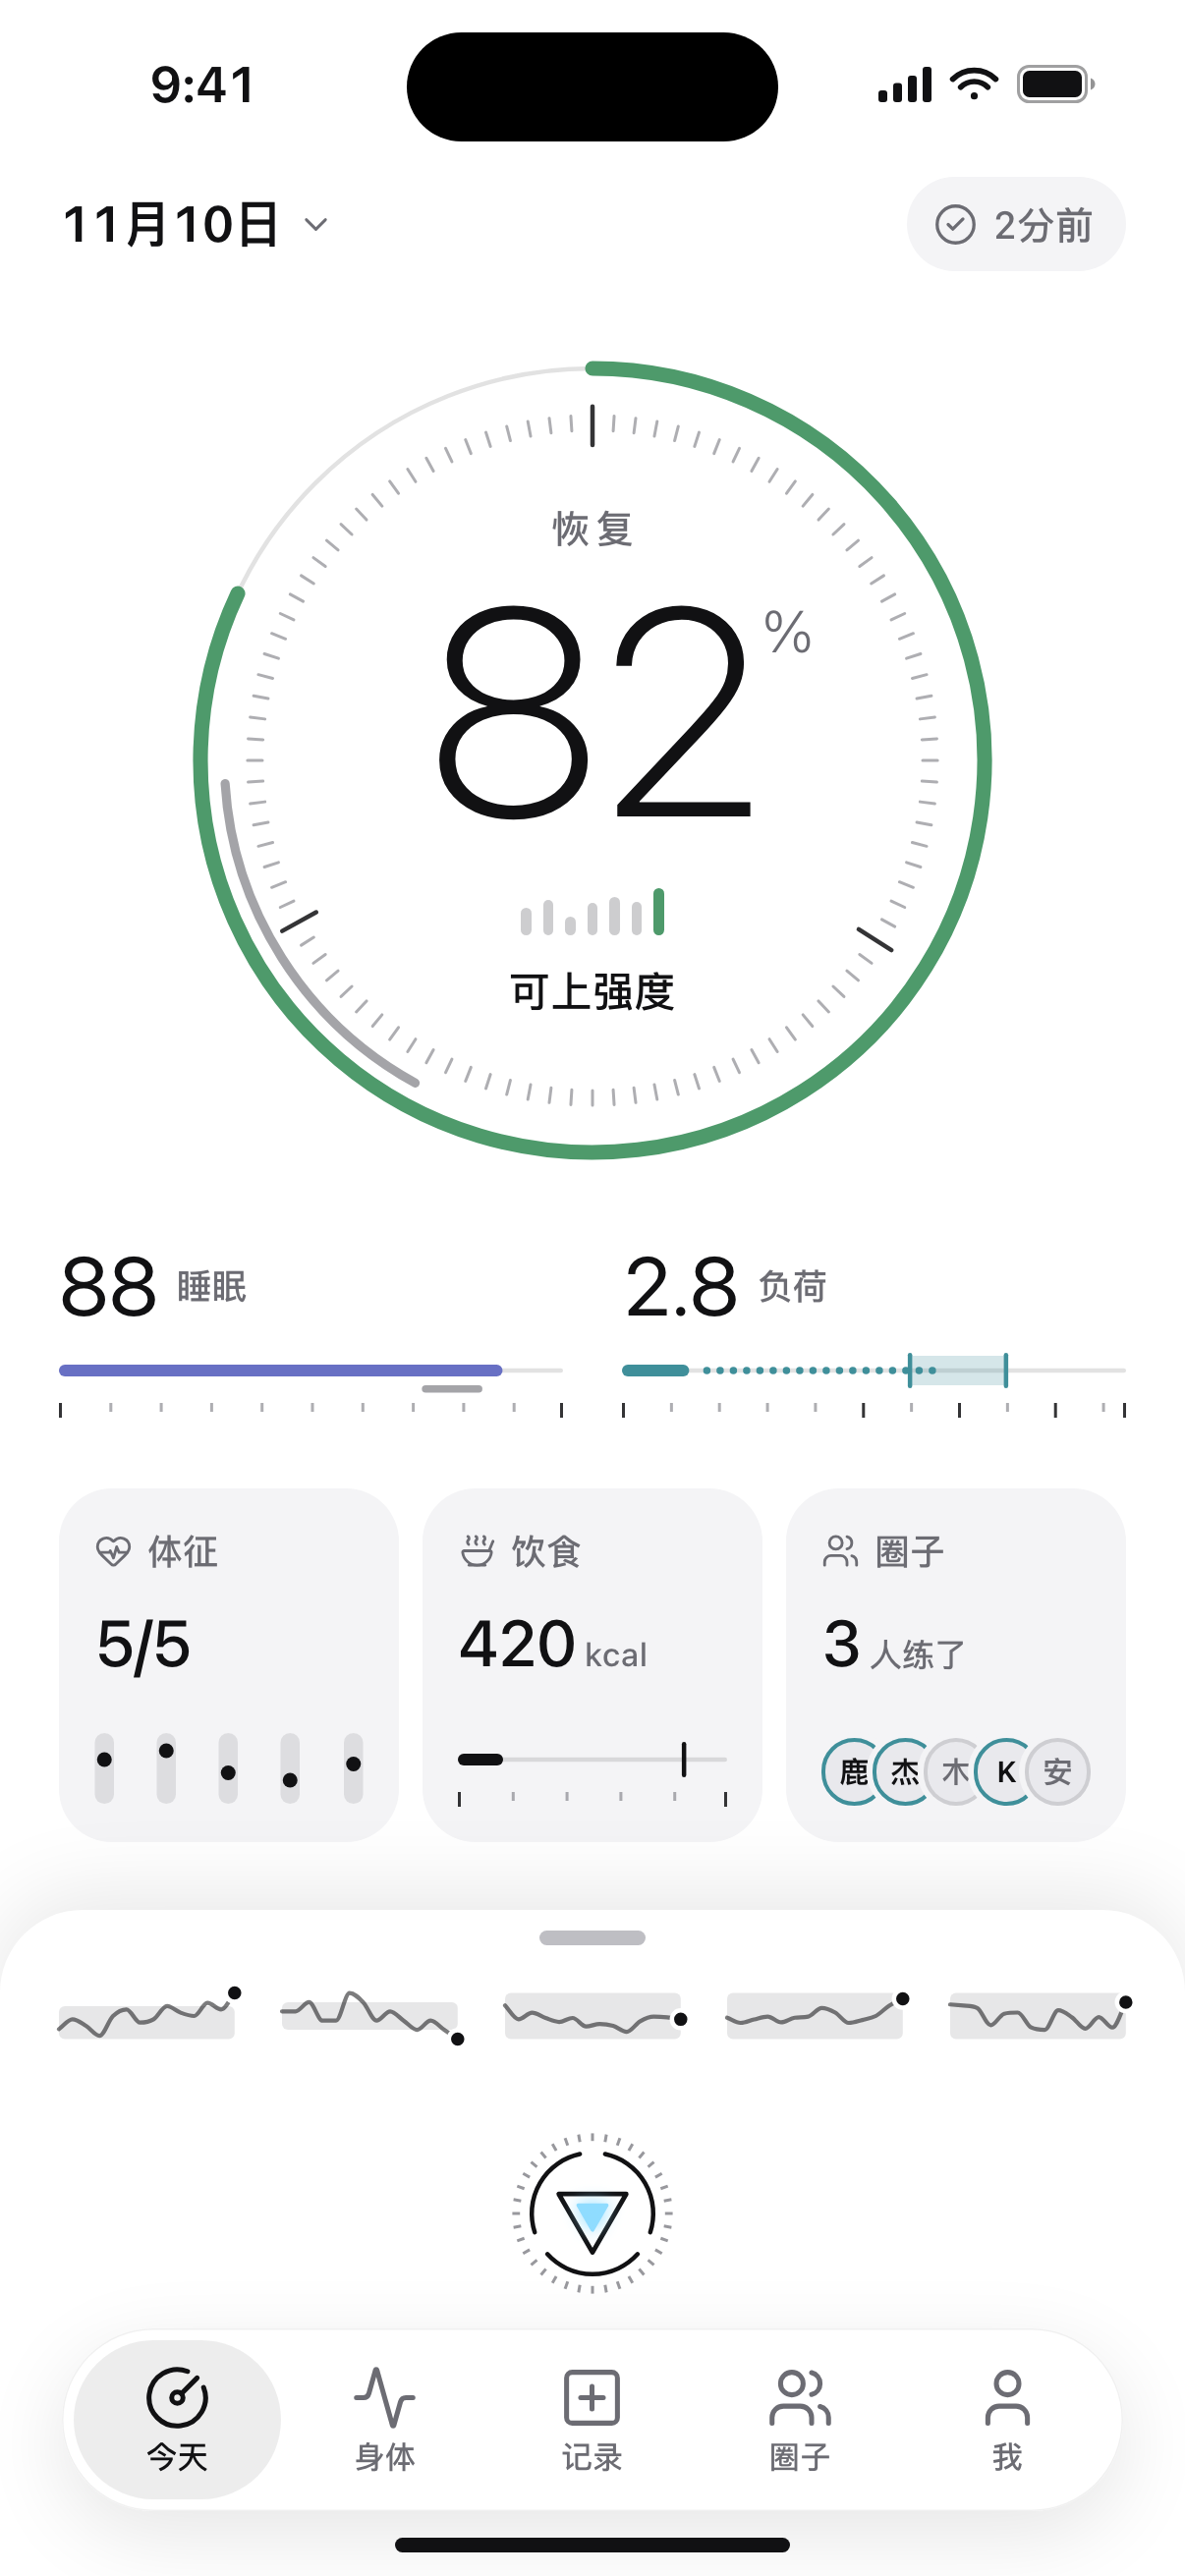 9:41
11月10日
2分前
恢复
82%
可上强度
88 睡眠
2.8 负荷
体征
5/5
饮食
420 kcal
圈子
3 人练了
鹿 杰 木 K 安
今天
身体
记录
圈子
我